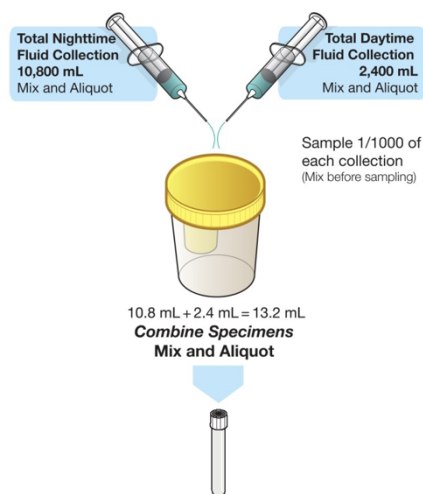 Total Nighttime
Fluid Collection
10,800 mL
Mix and Aliquot
Total Daytime
Fluid Collection
2,400 mL
Mix and Aliquot
Sample 1/1000 of
each collection
(Mix before sampling)
10.8 mL + 2.4 mL = 13.2 mL
Combine Specimens
Mix and Aliquot